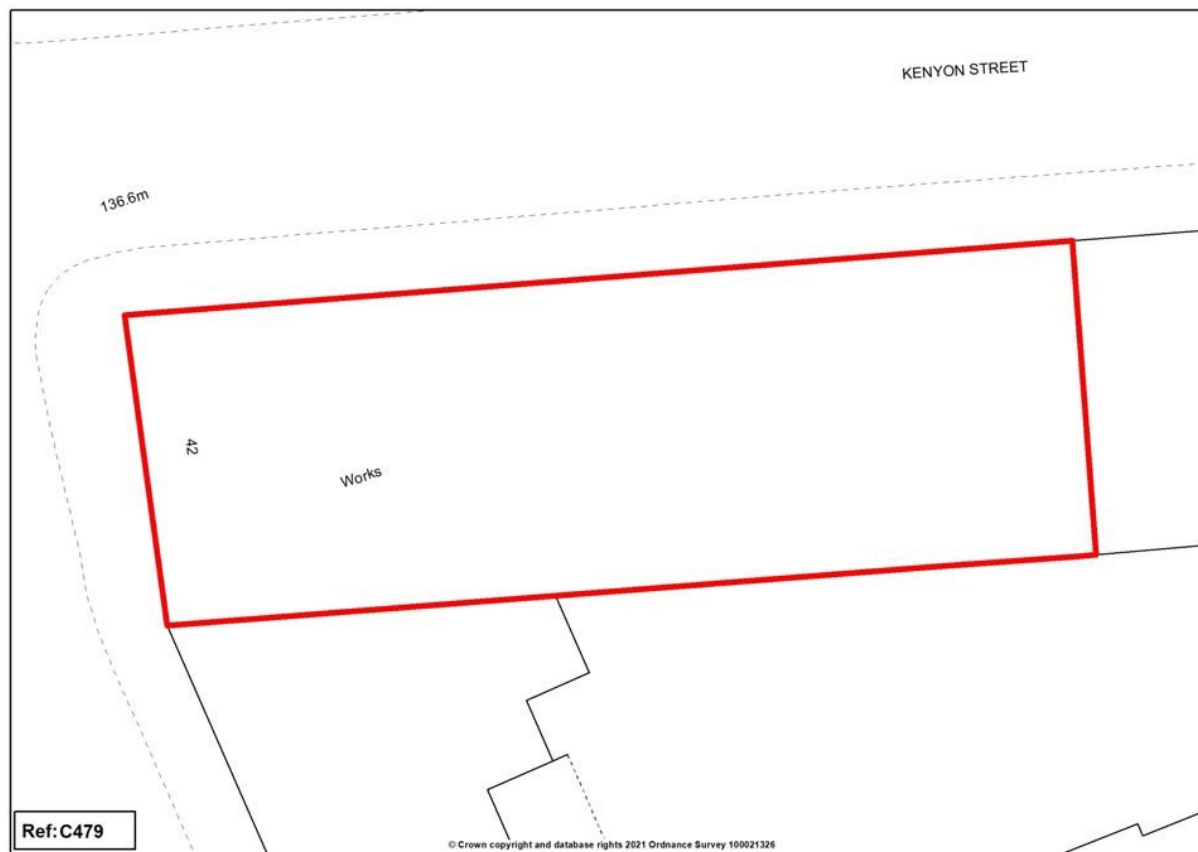 KENYON STREET
136.6m
42
Works
Ref: C479
© Crown copyright and database rights 2021 Ordnance Survey 100021326